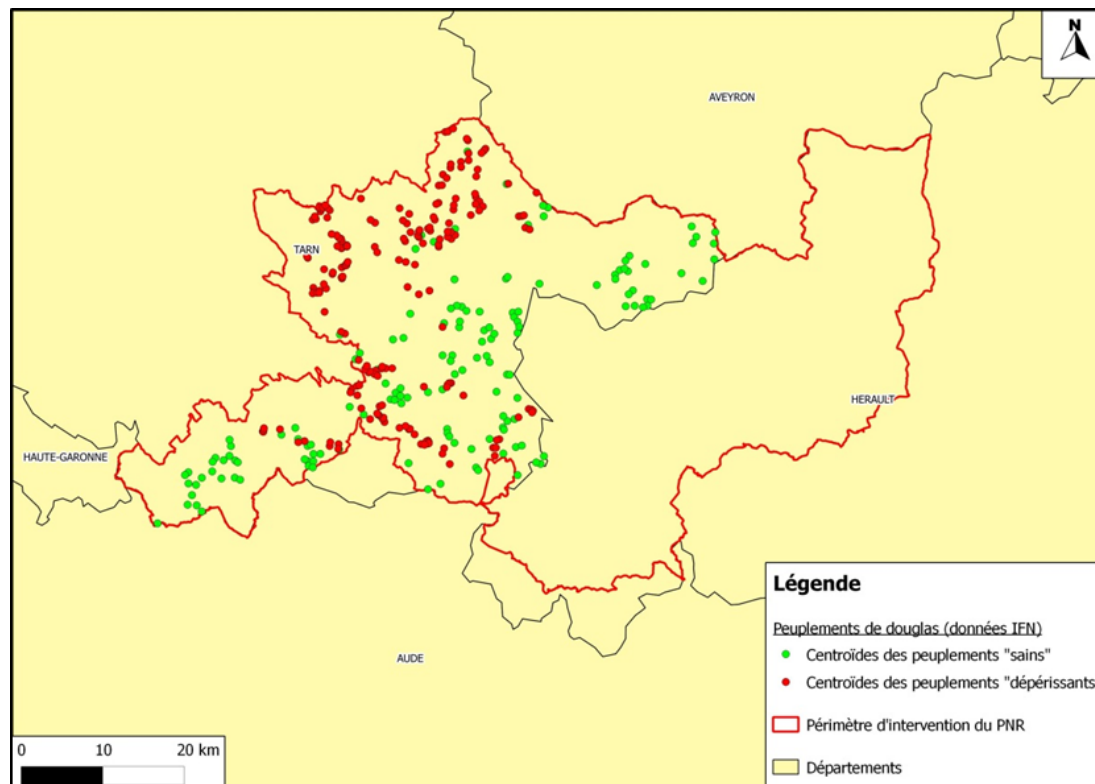 N
AVEYRON
TARN
HERAULT
HAUTE-GARONNE
AUDE
Légende
Peuplements de douglas (données IFN)
Centroïdes des peuplements "sains"
Centroïdes des peuplements "dépérissants
Périmètre d'intervention du PNR
Départements
0 10 20 km